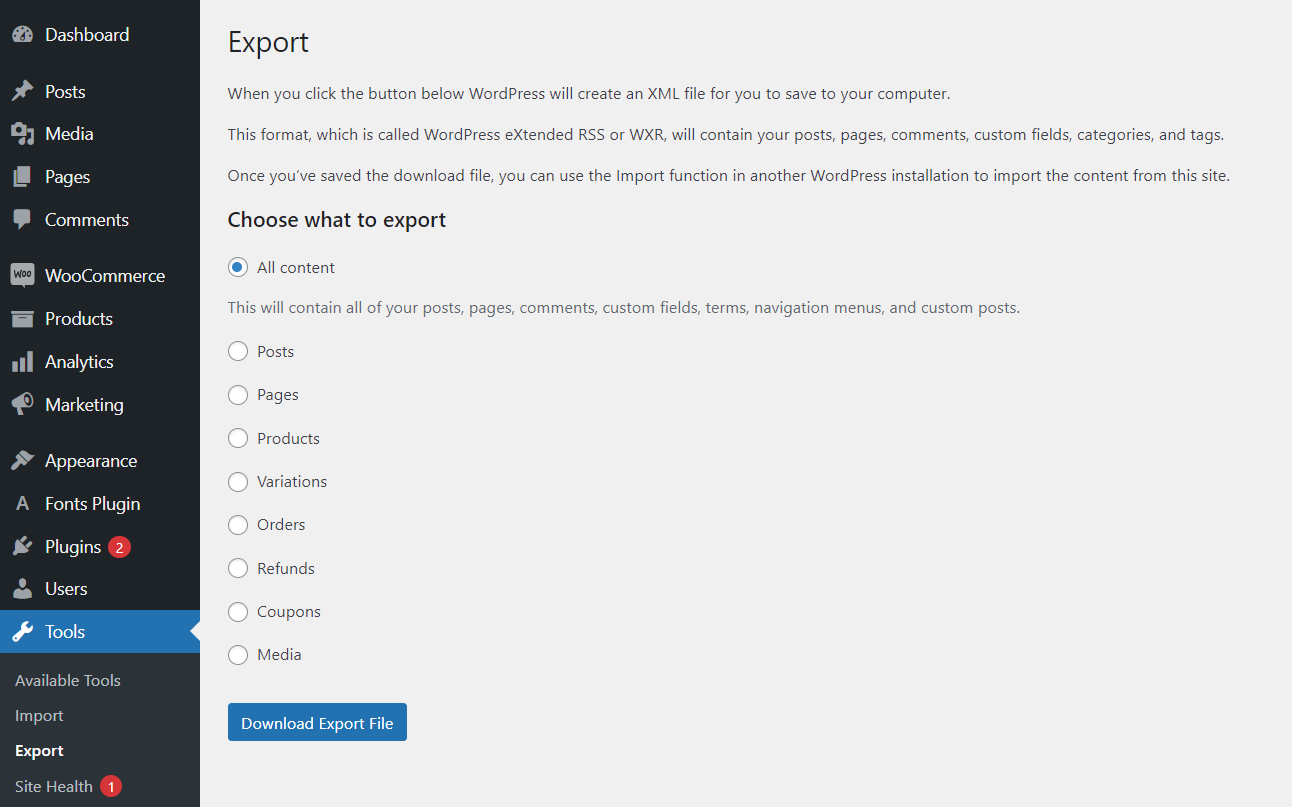 Dashboard
Posts
Media
Pages
Comments
Woo WooCommerce
Products
Analytics
Marketing
Appearance
A Fonts Plugin
Plugins 2
Users
Tools
Available Tools
Import
Export
Site Health 1
Export
When you click the button below WordPress will create an XML file for you to save to your computer.
This format, which is called WordPress eXtended RSS or WXR, will contain your posts, pages, comments, custom fields, categories, and tags.
Once you’ve saved the download file, you can use the Import function in another WordPress installation to import the content from this site.
Choose what to export
All content
This will contain all of your posts, pages, comments, custom fields, terms, navigation menus, and custom posts.
Posts
Pages
Products
Variations
Orders
Refunds
Coupons
Media
Download Export File